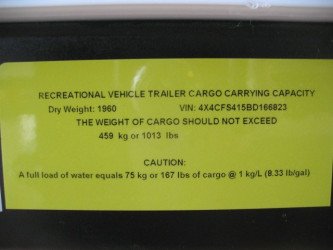 RECREATIONAL VEHICLE TRAILER CARGO CARRYING CAPACITY
Dry Weight: 1960 VIN: 4X4CFS415BD166823
THE WEIGHT OF CARGO SHOULD NOT EXCEED
459 kg or 1013 lbs
CAUTION:
A full load of water equals 75 kg or 167 lbs of cargo @ 1 kg/L (8.33 lb/gal)